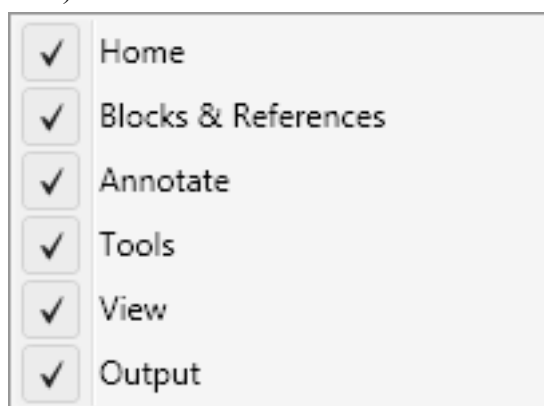 Home
Blocks & References
Annotate
Tools
View
Output